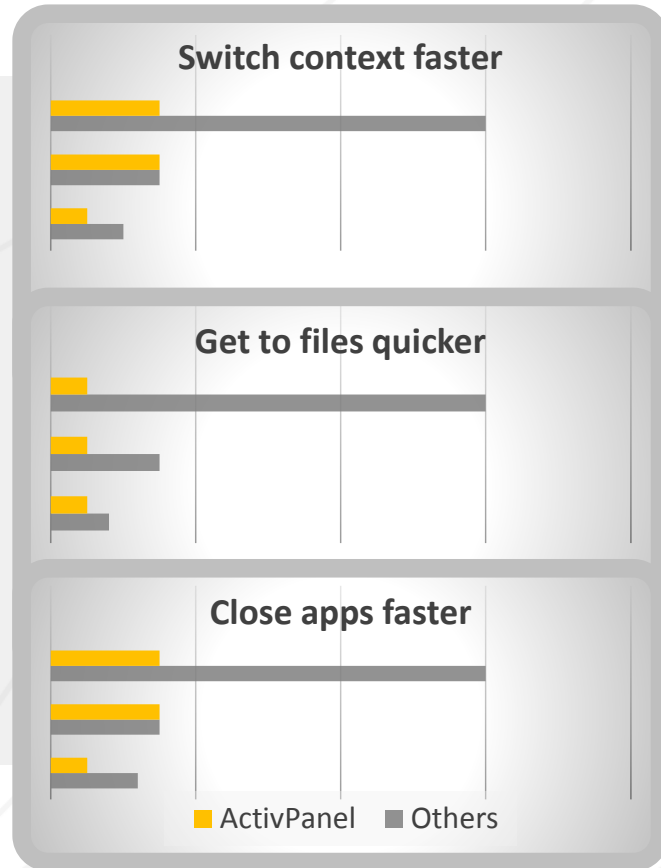 Switch context faster
Get to files quicker
Close apps faster
ActivPanel Others